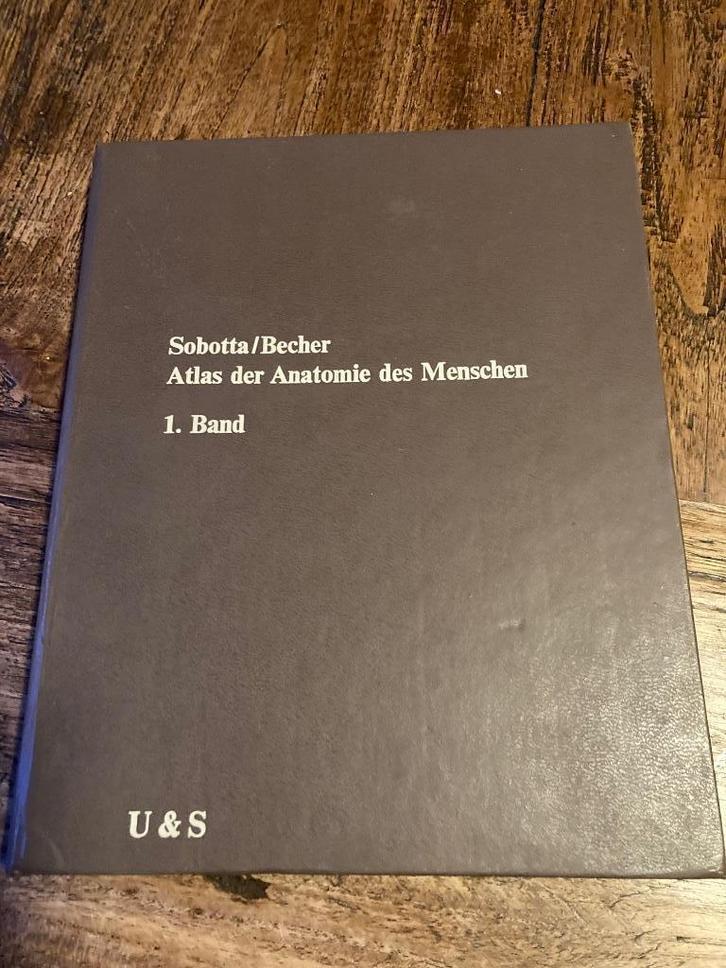 Sobotta/Becher
Atlas der Anatomie des Menschen
1. Band
U & S